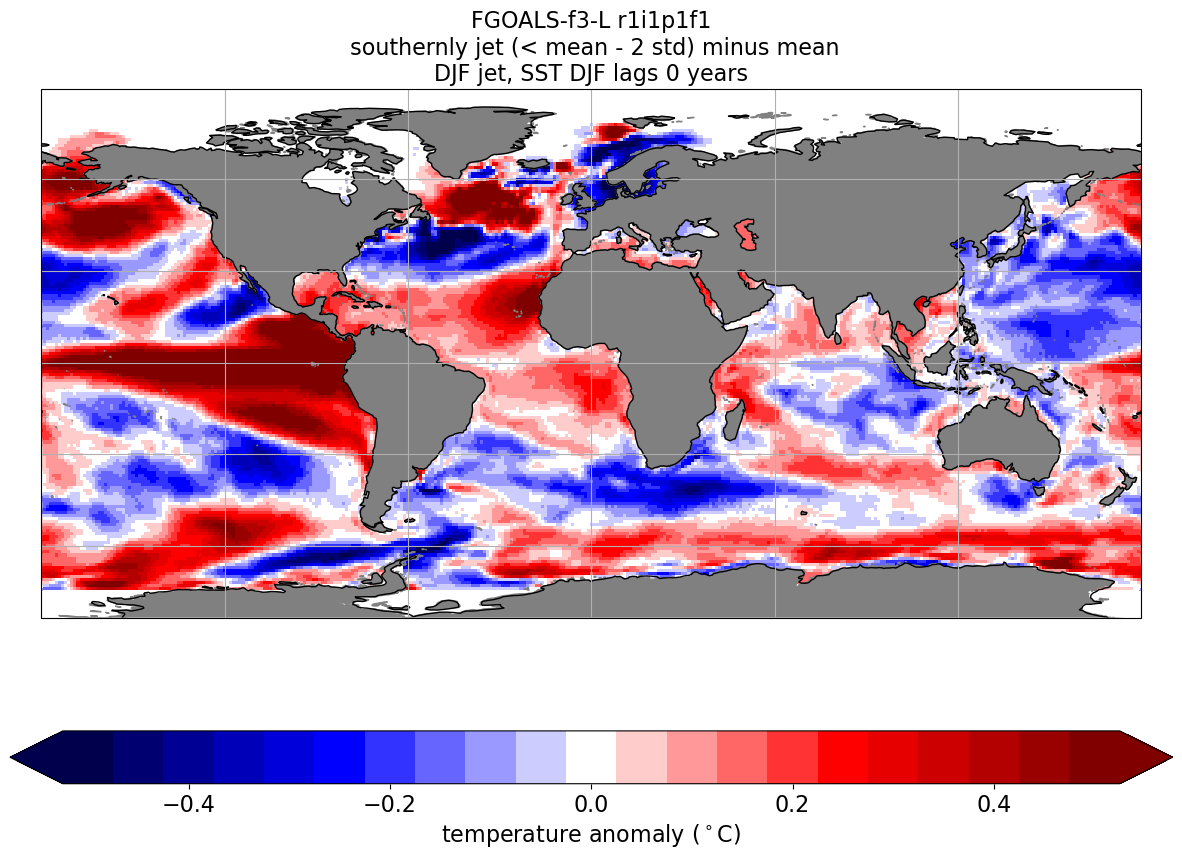 FGOALS-f3-L r1i1p1f1
southernly jet (< mean - 2 std) minus mean
DJF jet, SST DJF lags 0 years
−0.4 −0.2 0.0 0.2 0.4
temperature anomaly (°C)